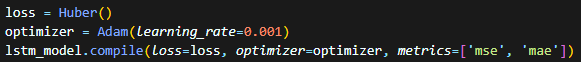 loss = Huber()
optimizer = Adam(learning_rate=0.001)
lstm_model.compile(loss=loss, optimizer=optimizer, metrics=['mse', 'mae'])